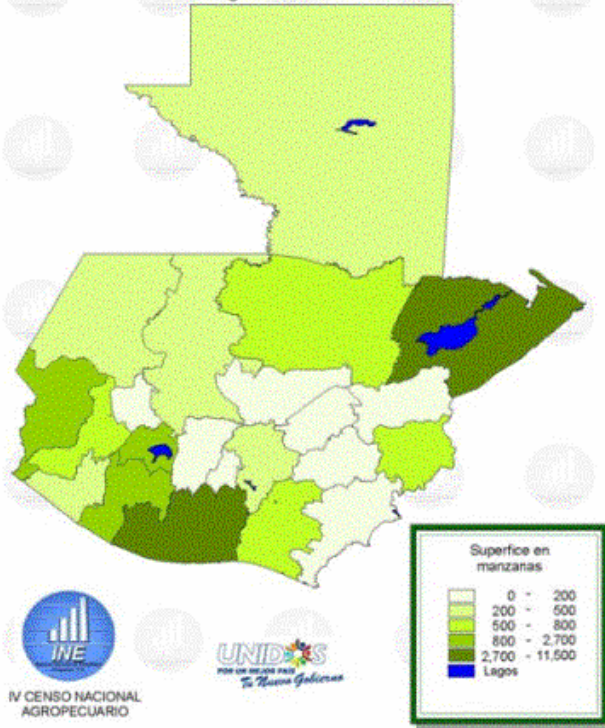 Superfice en
manzanas
0 - 200
200 - 500
500 - 800
800 - 2,700
2,700 - 11,500
Lagos
INE
IV CENSO NACIONAL
AGROPECUARIO
UNIDOS
POR UN MEJOR PAÍS
Tu Nuevo Gobierno